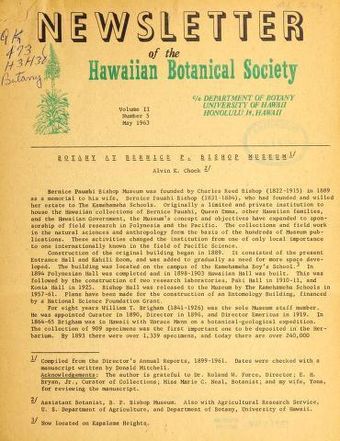 QK
473
H3H38
Botany
NEWSLETTER
of the
Hawaiian Botanical Society
c/o DEPARTMENT OF BOTANY
UNIVERSITY OF HAWAII
HONOLULU 14, HAWAII
Volume II
Number 5
May 1963
BOTANY AT BERNICE P. BISHOP MUSEUM 1/
Alvin K. Chock 2/
Bernice Pauahi Bishop Museum was founded by Charles Reed Bishop (1822-1915) in 1889
as a memorial to his wife, Bernice Pauahi Bishop (1831-1884), who had founded and willed
her estate to the Kamehameha Schools. Originally a limited and private institution to
house the Hawaiian collections of Bernice Pauahi, Queen Emma, other Hawaiian families,
and the Hawaiian Government, the Museum's concept and objectives have expanded to spon-
sorship of field research in Polynesia and the Pacific. The collections and field work
in the natural sciences and anthropology form the basis of the hundreds of Museum publi-
cations. These activities changed the institution from one of only local importance
to one internationally known in the field of Pacific Science.
Construction of the original building began in 1889. It consisted of the present
Entrance Hall and Kahili Room, and was added to gradually as need for more space deve-
loped. The building was located on the campus of the Kamehameha Boy's School. 3/ In
1894 Polynesian Hall was completed and in 1898-1903 Hawaiian Hall was built. This was
followed by the construction of two research laboratories, Paki Hall in 1910-11, and
Konia Hall in 1925. Bishop Hall was released to the Museum by the Kamehameha Schools in
1957-61. Plans have been made for the construction of an Entomology Building, financed
by a National Science Foundation Grant.
For eight years William T. Brigham (1841-1926) was the sole Museum staff member.
He was appointed Curator in 1890, Director in 1896, and Director Emeritus in 1919. In
1864-65 Brigham was in Hawaii with Horace Mann on a botanical-geological expedition.
The collection of 909 specimens was the first important one to be deposited in the Her-
barium. By 1893 there were over 1,339 specimens, and today there are over 240,000
1/ Compiled from the Director's Annual Reports, 1899-1961. Dates were checked with a
manuscript written by Donald Mitchell.
Acknowledgements: The author is grateful to Dr. Roland W. Force, Director; E. H.
Bryan, Jr., Curator of Collections; Miss Marie C. Neal, Botanist; and my wife, Yona,
for reviewing the manuscript.
2/ Assistant Botanist, B. P. Bishop Museum. Also with Agricultural Research Service,
U. S. Department of Agriculture, and Department of Botany, University of Hawaii.
3/ Now located on Kapalama Heights.